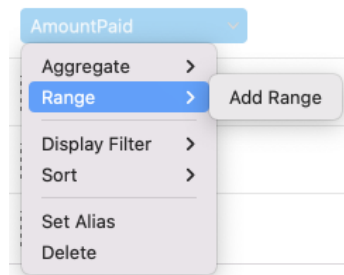 AmountPaid
Aggregate
Range
Add Range
Display Filter
Sort
Set Alias
Delete